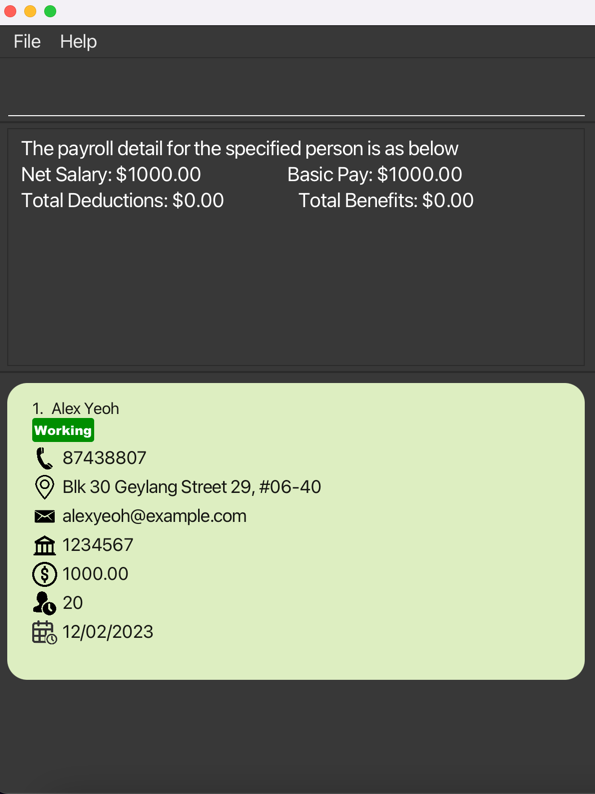 File Help
The payroll detail for the specified person is as below
Net Salary: $1000.00 Basic Pay: $1000.00
Total Deductions: $0.00 Total Benefits: $0.00
1. Alex Yeoh
Working
87438807
Blk 30 Geylang Street 29, #06-40
alexyeoh@example.com
1234567
1000.00
20
12/02/2023